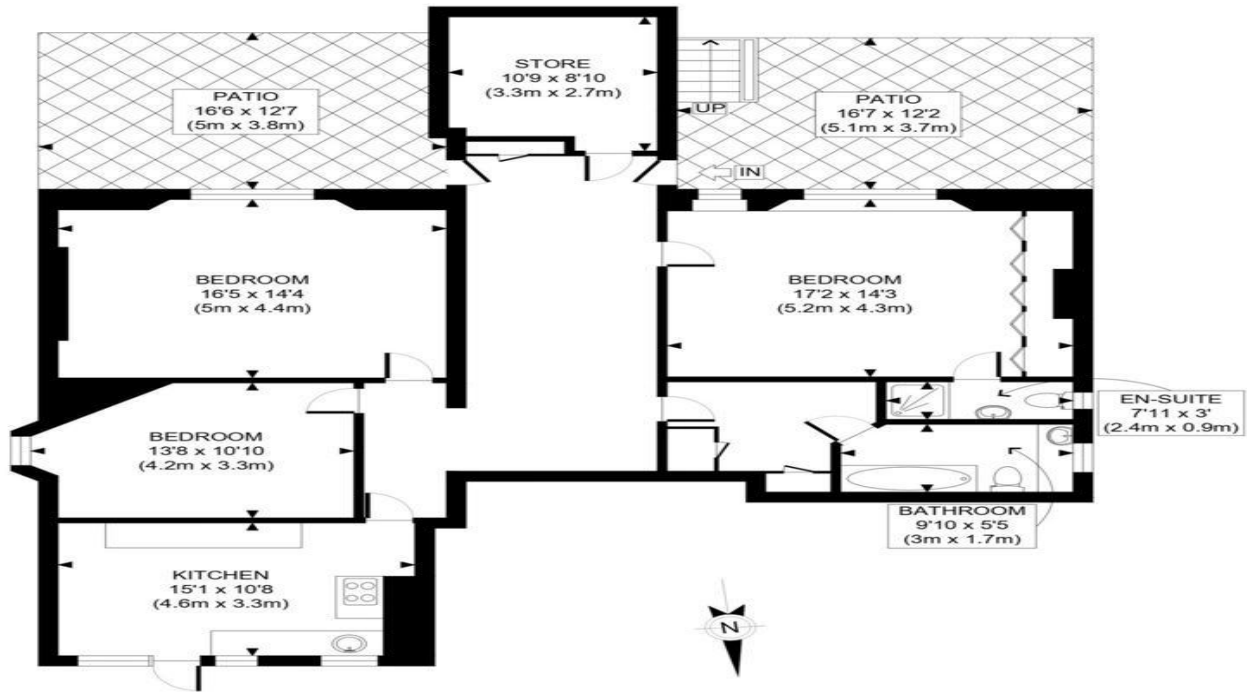 STORE
10'9 x 8'10
(3.3m x 2.7m)
PATIO
16'6 x 12'7
(5m x 3.8m)
UP
PATIO
16'7 x 12'2
(5.1m x 3.7m)
IN
BEDROOM
16'5 x 14'4
(5m x 4.4m)
BEDROOM
17'2 x 14'3
(5.2m x 4.3m)
EN-SUITE
7'11 x 3'
(2.4m x 0.9m)
BEDROOM
13'8 x 10'10
(4.2m x 3.3m)
BATHROOM
9'10 x 5'5
(3m x 1.7m)
KITCHEN
15'1 x 10'8
(4.6m x 3.3m)
N